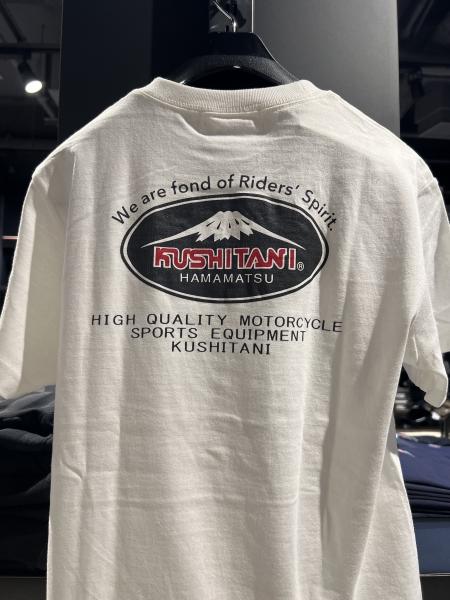 We are fond of Riders' Spirit.
KUSHITANI®
HAMAMATSU
HIGH QUALITY MOTORCYCLE
SPORTS EQUIPMENT
KUSHITANI